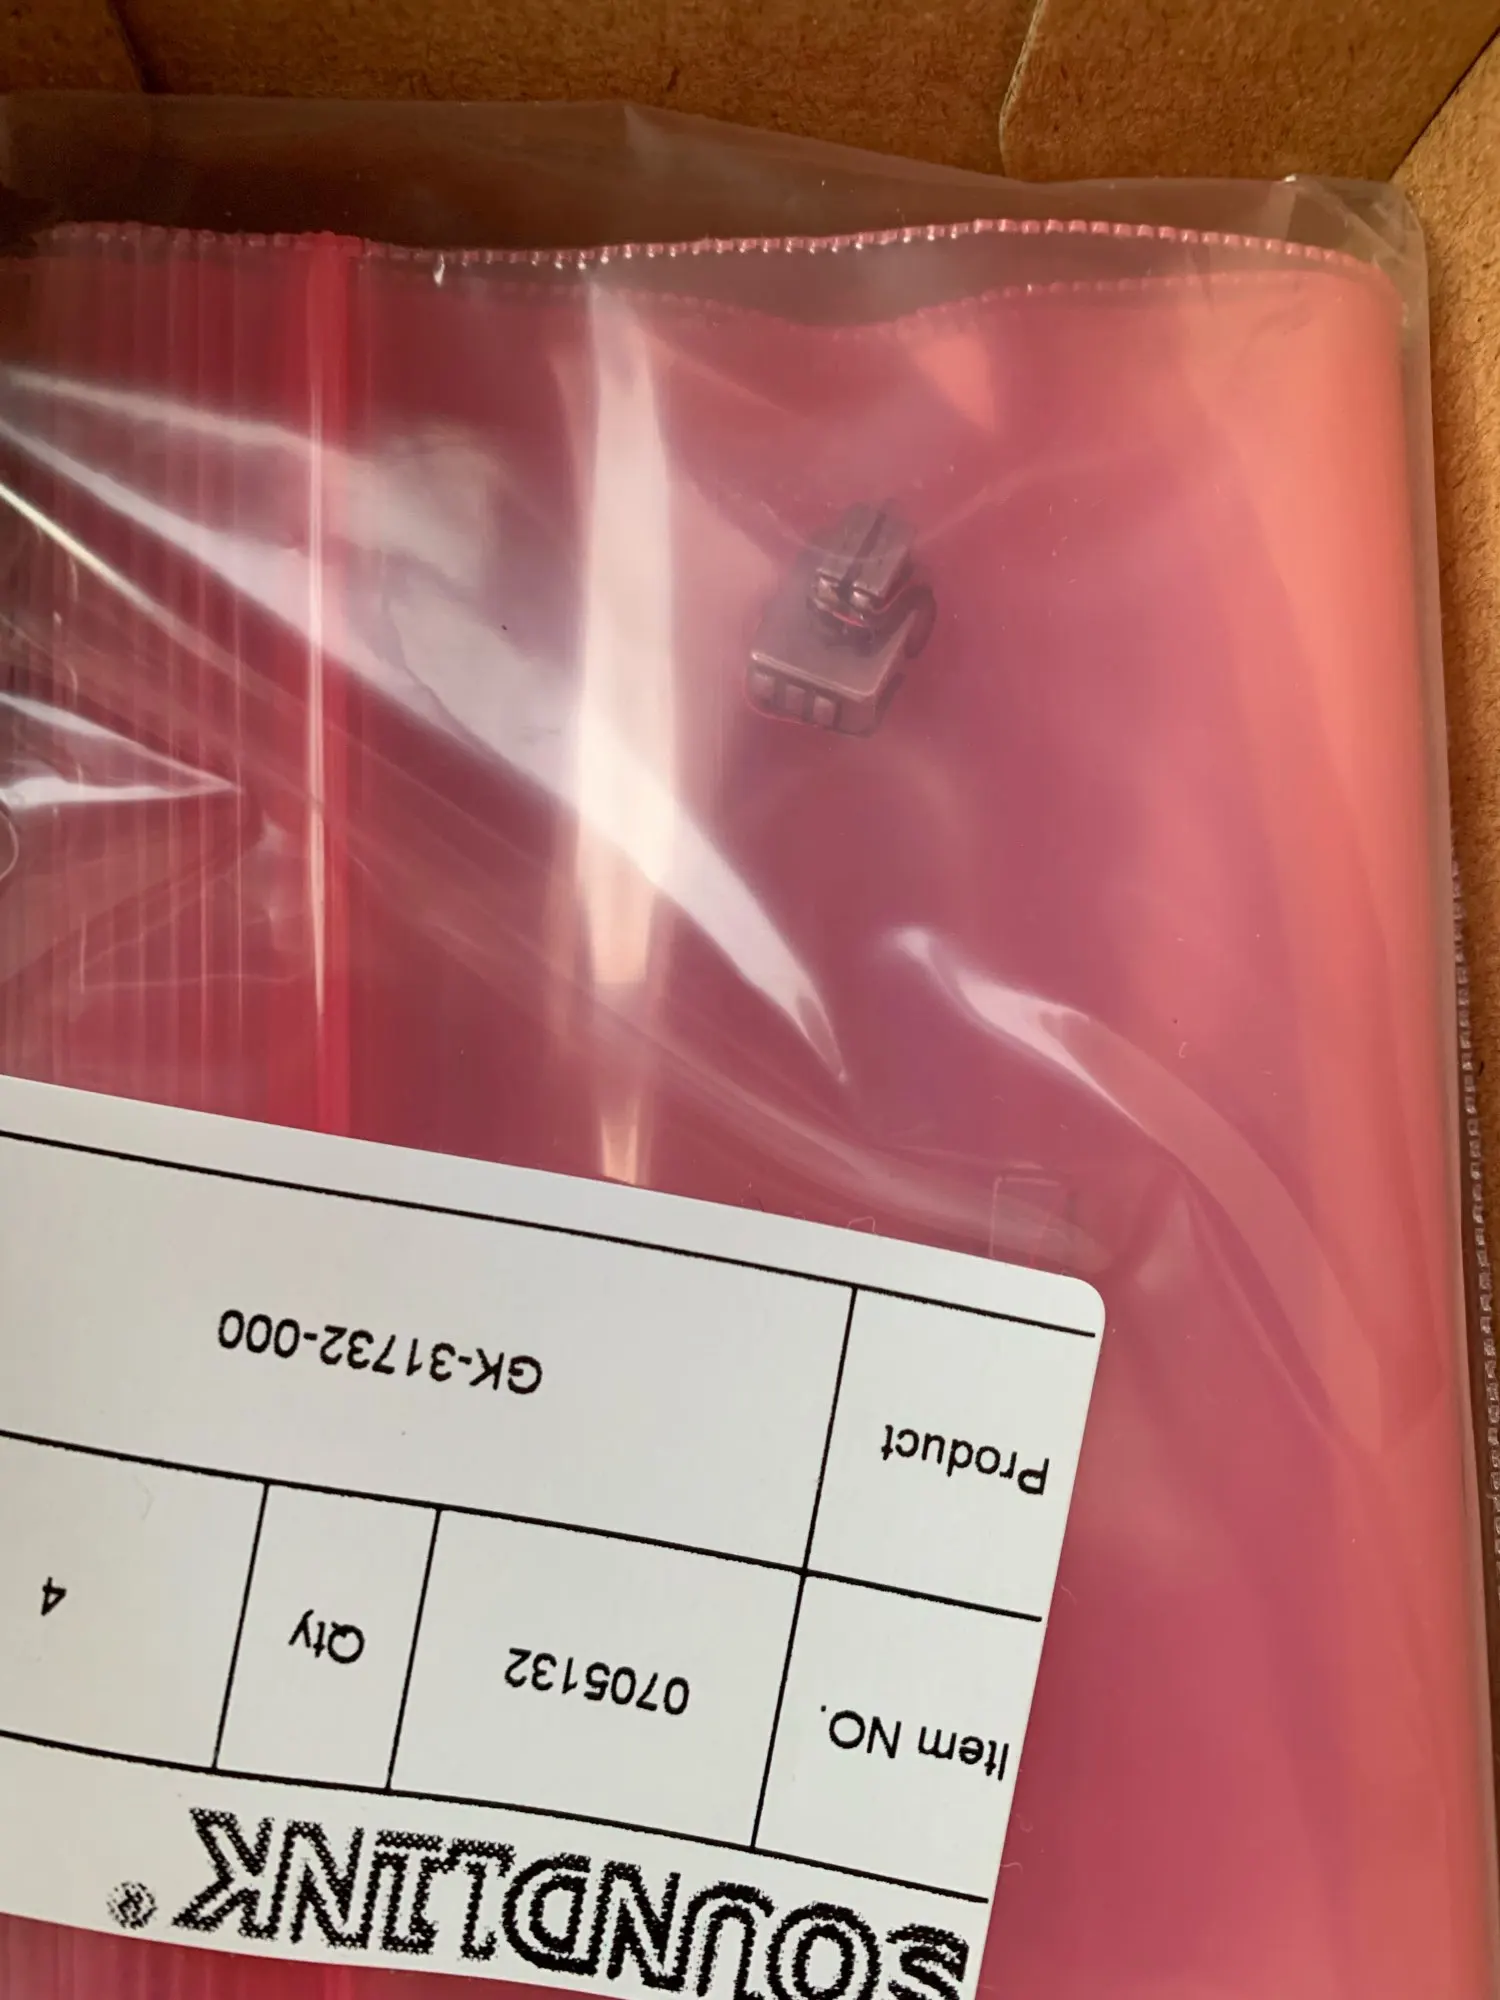 SOUNDLINK®
Item NO. 0705132 Qty 4
Product GK-31732-000